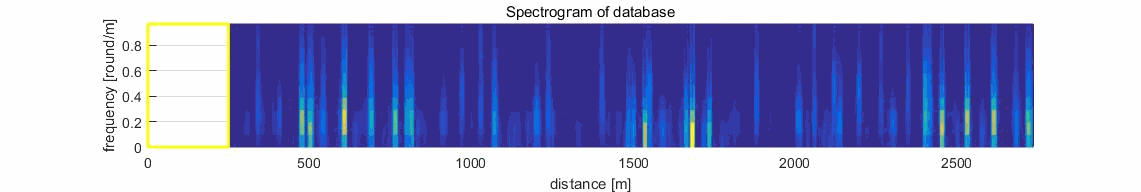 Spectrogram of database
frequency [round/m]
0.8
0.6
0.4
0.2
0
0 500 1000 1500 2000 2500
distance [m]